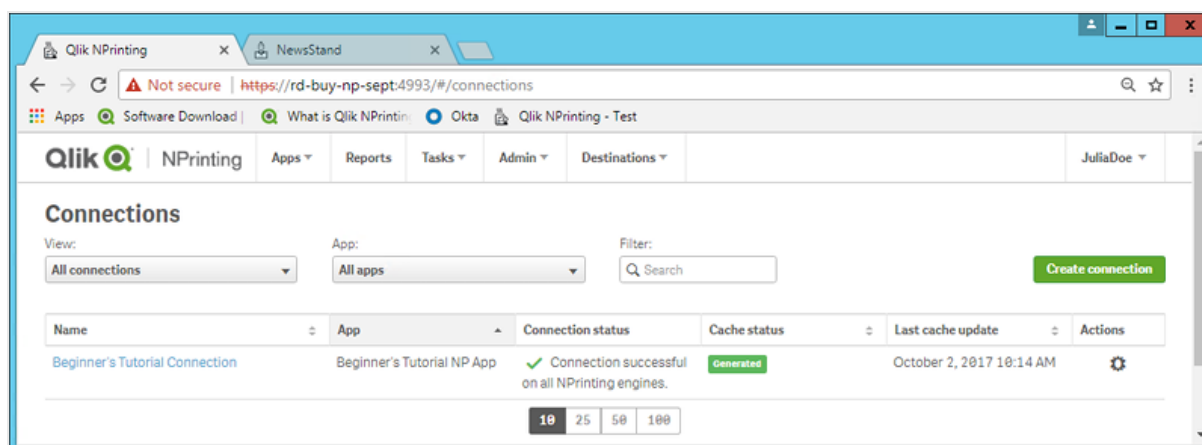 Qlik NPrinting NewsStand
Not secure | https://rd-buy-np-sept:4993/#/connections
Apps Software Download | What is Qlik NPrintin Okta Qlik NPrinting - Test
Qlik NPrinting Apps Reports Tasks Admin Destinations JuliaDoe
Connections
View: App: Filter:
All connections All apps Search Create connection
Name App Connection status Cache status Last cache update Actions
Beginner's Tutorial Connection Beginner's Tutorial NP App Connection successful Generated October 2, 2017 10:14 AM
on all NPrinting engines.
10 25 50 100